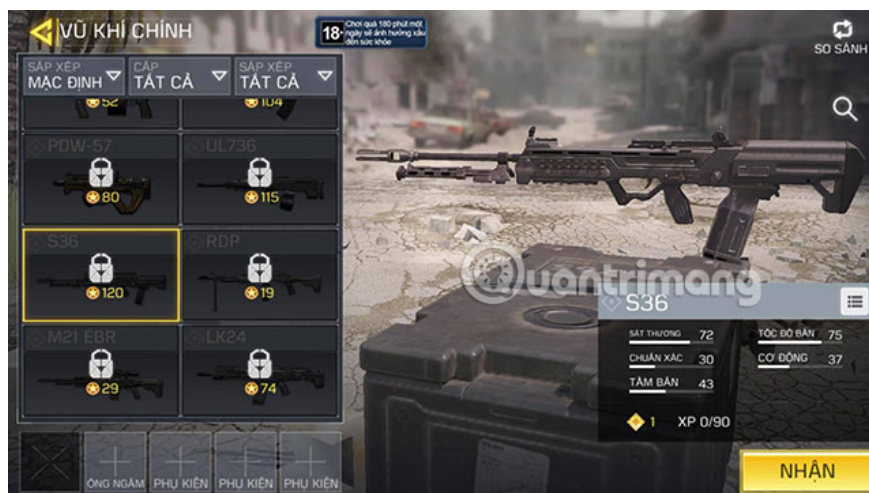 VŨ KHÍ CHÍNH
18+
Chơi quá 180 phút một
ngày sẽ ảnh hưởng xấu
đến sức khỏe
SO SÁNH
SẮP XẾP
MẶC ĐỊNH
CẤP
TẤT CẢ
SẮP XẾP
TẤT CẢ
52
104
PDW-57
80
UL736
115
S36
120
RDP
19
M21 EBR
29
LK24
74
Quantrimang
S36
SÁT THƯƠNG 72
TỐC ĐỘ BẮN 75
CHUẨN XÁC 30
CƠ ĐỘNG 37
TẦM BẮN 43
1 XP 0/90
ỐNG NGẮM
PHỤ KIỆN
PHỤ KIỆN
PHỤ KIỆN
NHẬN